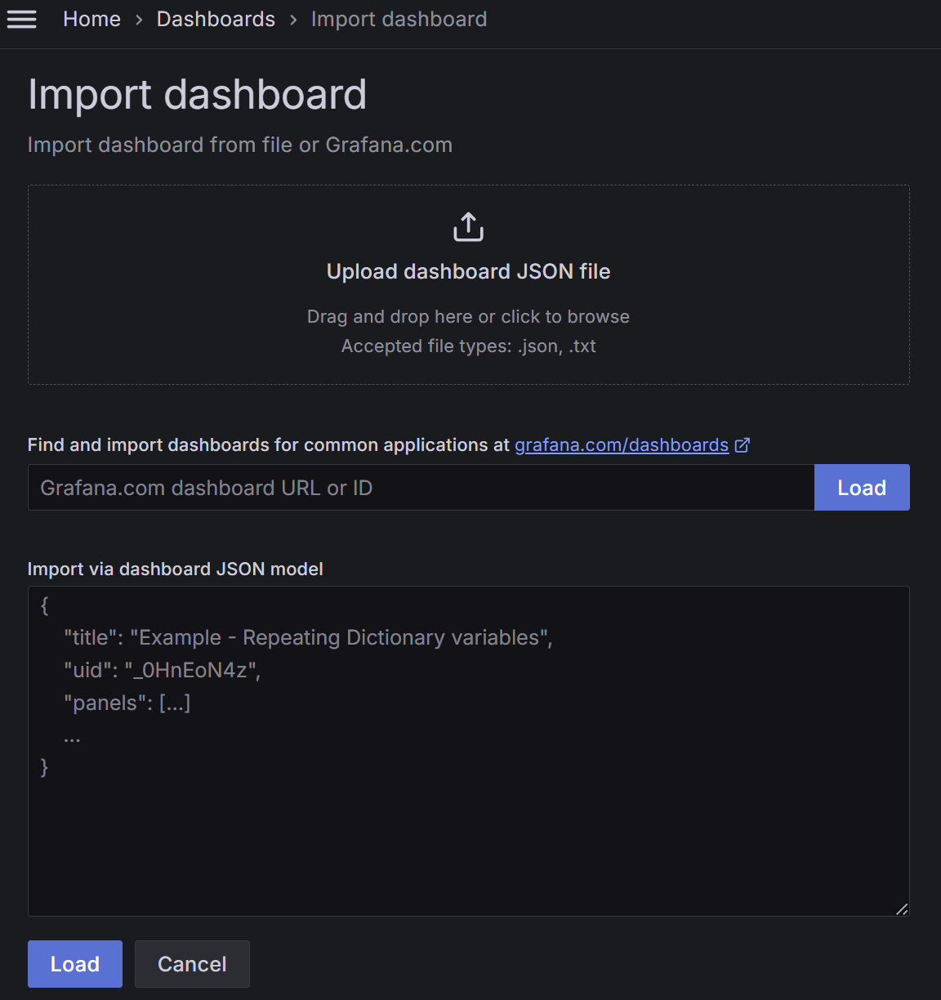 Home › Dashboards › Import dashboard
Import dashboard
Import dashboard from file or Grafana.com
Upload dashboard JSON file
Drag and drop here or click to browse
Accepted file types: .json, .txt
Find and import dashboards for common applications at grafana.com/dashboards
Grafana.com dashboard URL or ID
Load
Import via dashboard JSON model
{
"title": "Example - Repeating Dictionary variables",
"uid": "_0HnEoN4z",
"panels": [...]
...
}
Load
Cancel